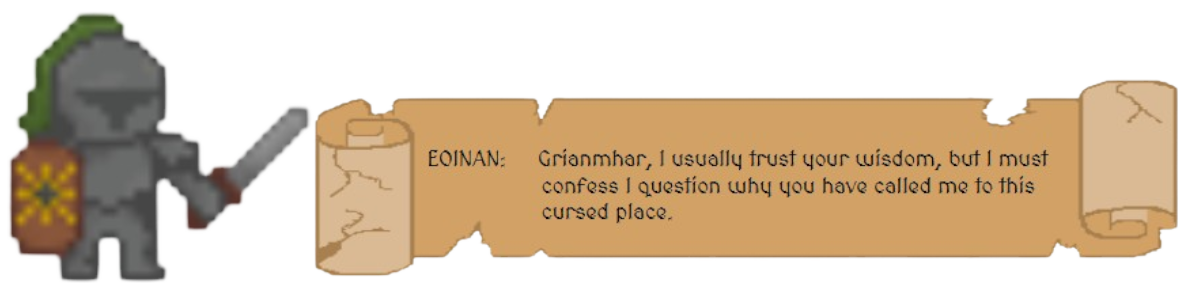 EOINAN: Grianmhar, I usually trust your wisdom, but I must
confess I question why you have called me to this
cursed place.